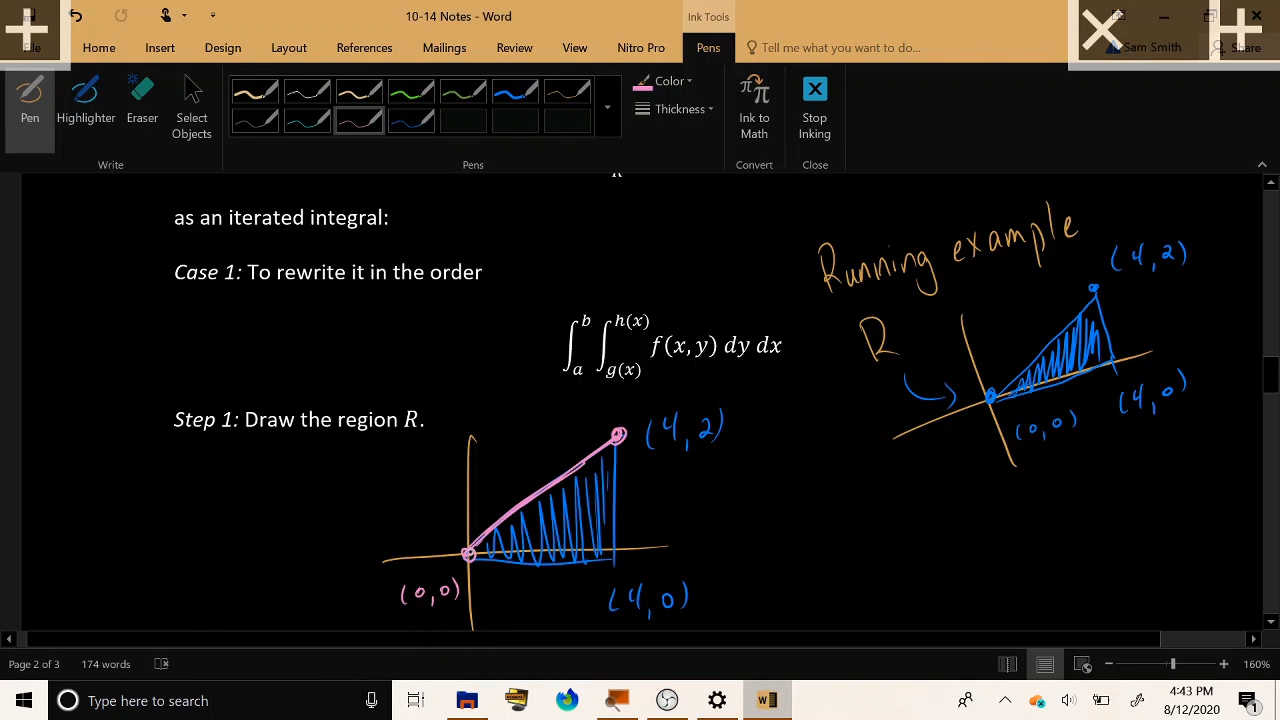 10-14 Notes - Word
Ink Tools
File Home Insert Design Layout References Mailings Review View Nitro Pro Pens Tell me what you want to do... Sam Smith Share
Pen Highlighter Eraser Select Objects
Color
Thickness
Ink to Math
Stop Inking
Write Pens Convert Close
R
as an iterated integral:
Case 1: To rewrite it in the order
∫_a^b ∫_{g(x)}^{h(x)} f(x, y) dy dx
Step 1: Draw the region R.
(4,2)
(0,0)
(4,0)
Running example
R
(4,2)
(4,0)
(0,0)
Page 2 of 3 174 words 160%
Type here to search
4:43 PM
8/12/2020
1